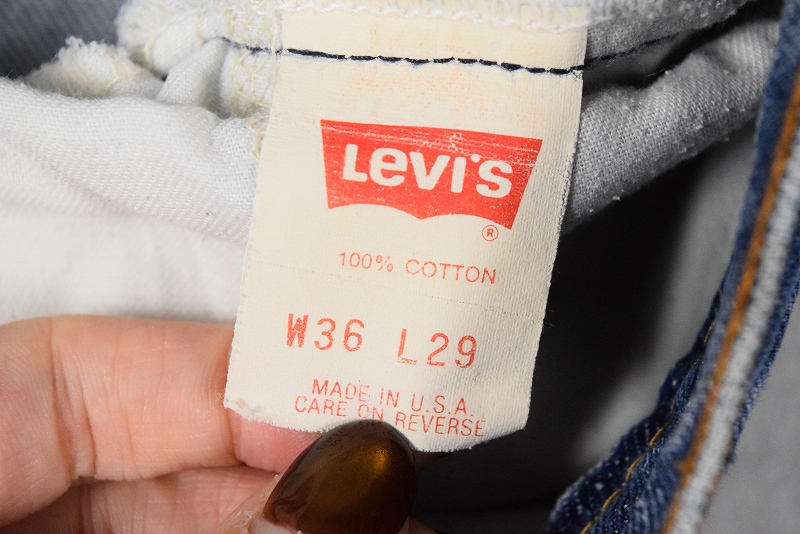 Levi's
®
100% COTTON
W36 L29
MADE IN U.S.A.
CARE ON REVERSE